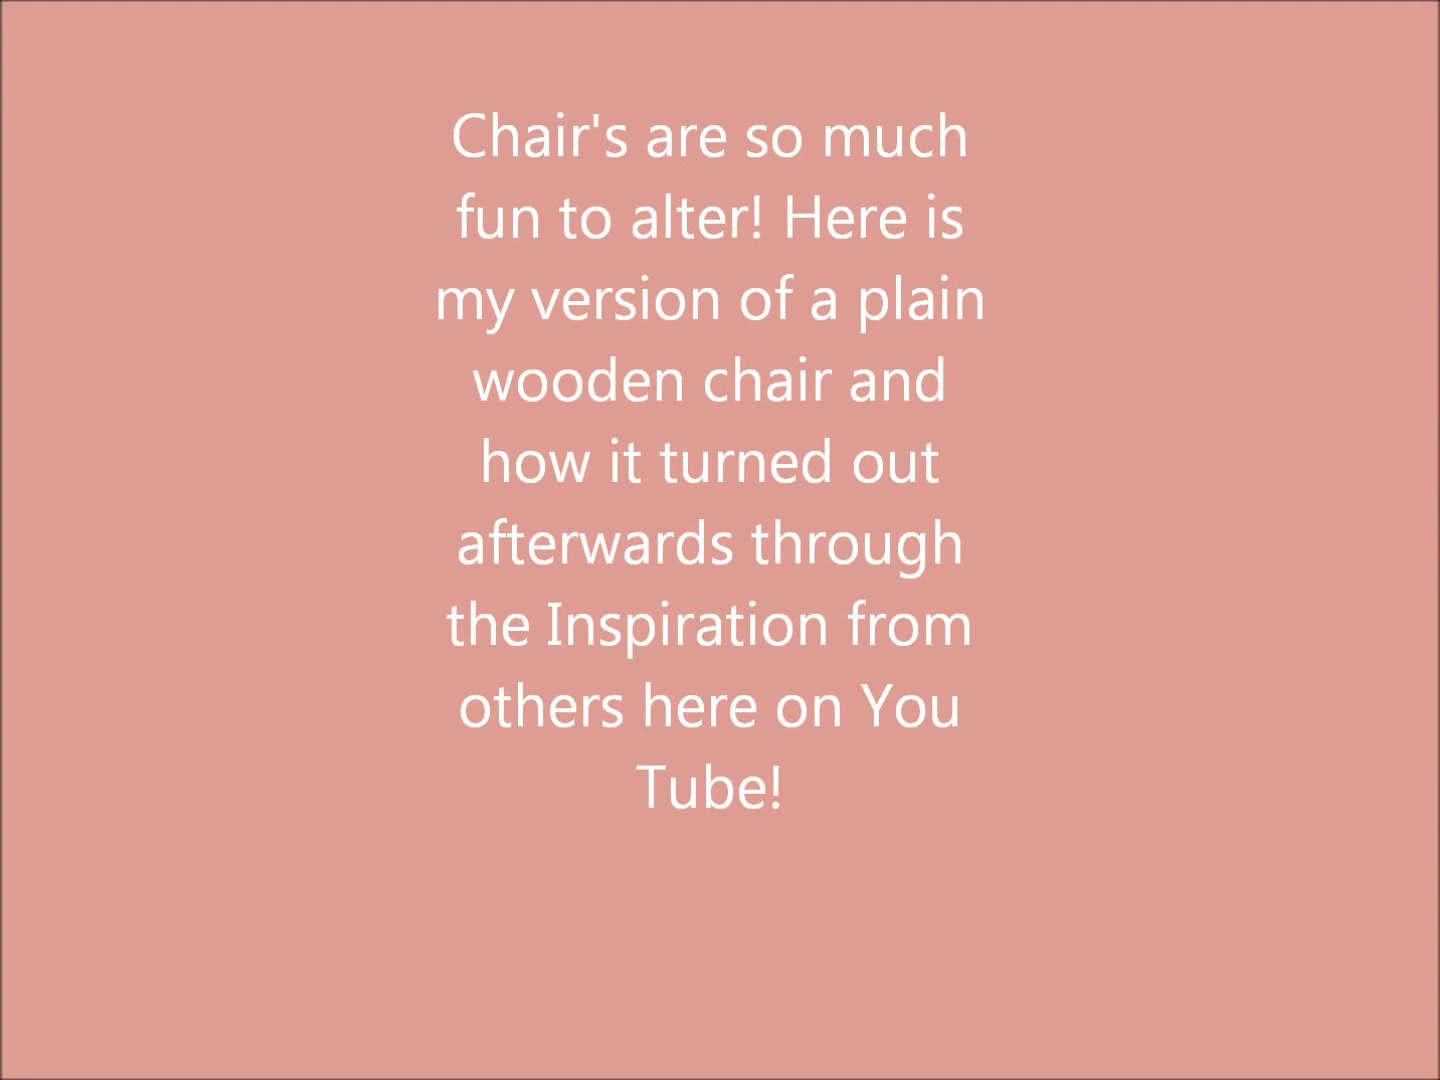 Chair's are so much
fun to alter! Here is
my version of a plain
wooden chair and
how it turned out
afterwards through
the Inspiration from
others here on You
Tube!